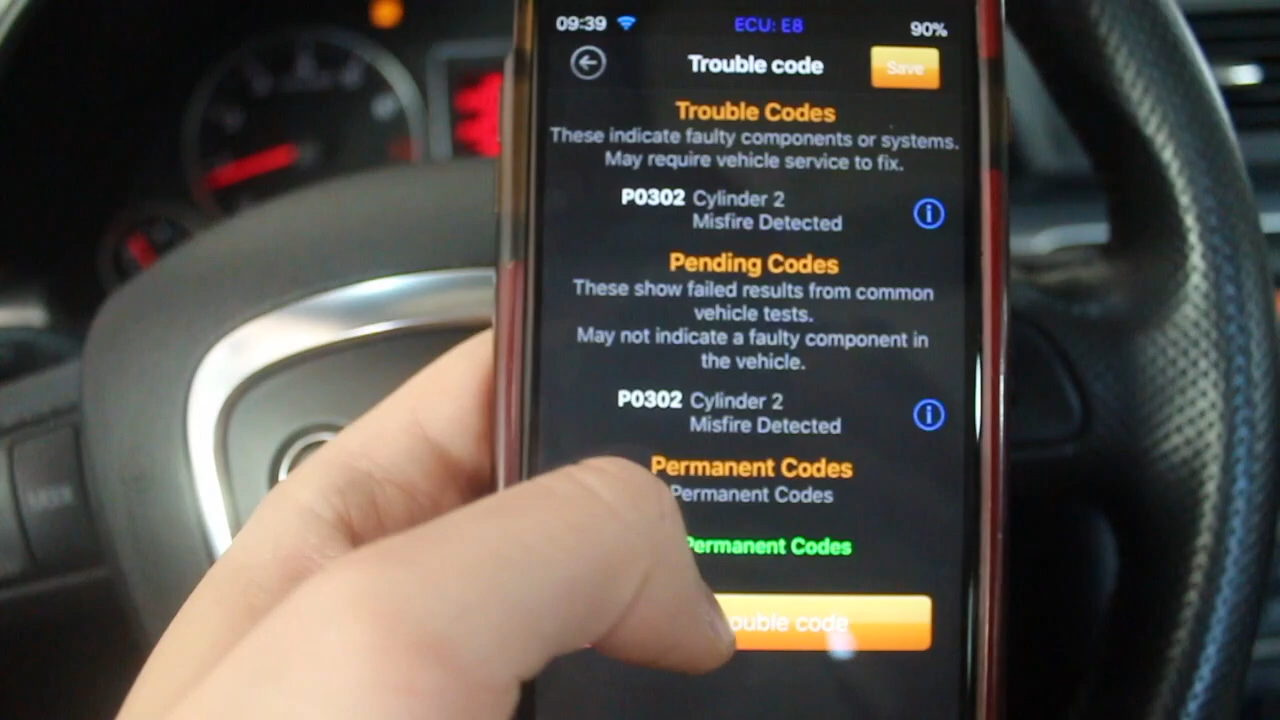 09:39
ECU: E8
90%
Trouble code
Save
Trouble Codes
These indicate faulty components or systems.
May require vehicle service to fix.
P0302 Cylinder 2
Misfire Detected
Pending Codes
These show failed results from common
vehicle tests.
May not indicate a faulty component in
the vehicle.
P0302 Cylinder 2
Misfire Detected
Permanent Codes
Permanent Codes
Permanent Codes
code